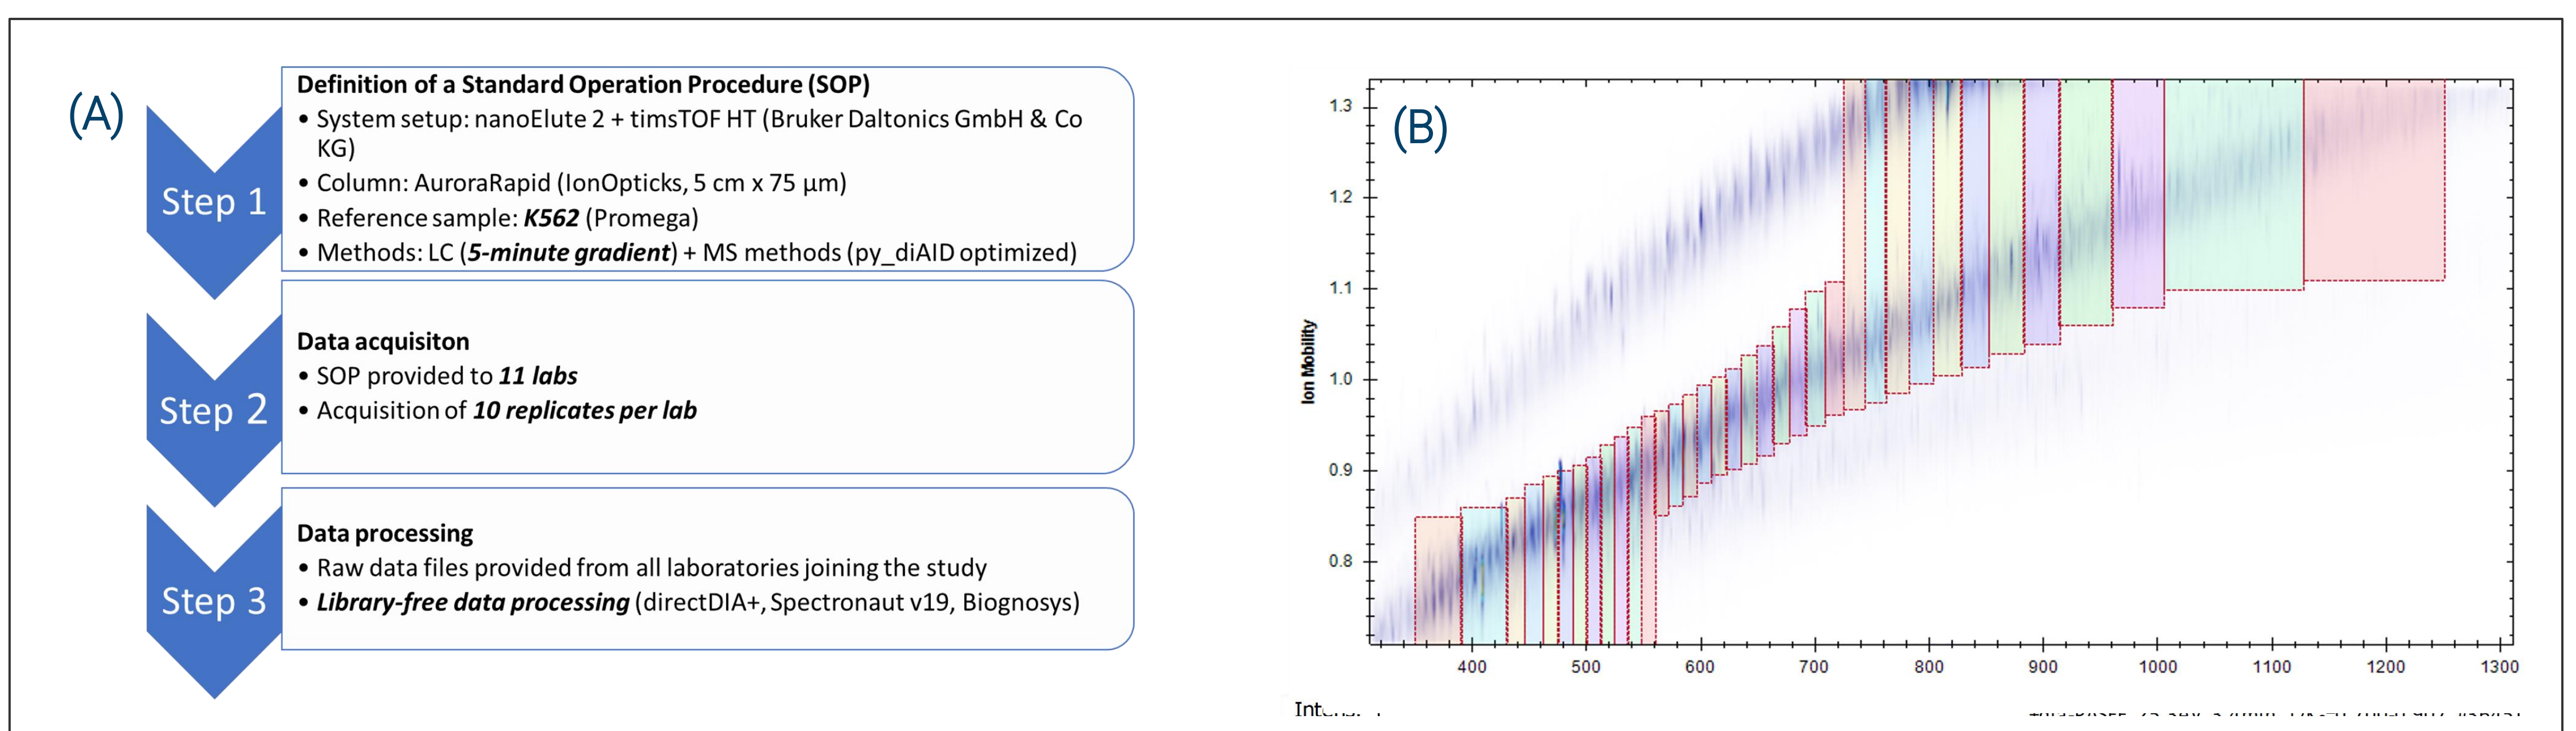 (A)
Step 1
Definition of a Standard Operation Procedure (SOP)
• System setup: nanoElute 2 + timsTOF HT (Bruker Daltonics GmbH & Co
KG)
• Column: AuroraRapid (IonOpticks, 5 cm x 75 µm)
• Reference sample: K562 (Promega)
• Methods: LC (5-minute gradient) + MS methods (py_diAID optimized)
Step 2
Data acquisiton
• SOP provided to 11 labs
• Acquisition of 10 replicates per lab
Step 3
Data processing
• Raw data files provided from all laboratories joining the study
• Library-free data processing (directDIA+, Spectronaut v19, Biognosys)
(B)
Ion Mobility
1.3
1.2
1.1
1.0
0.9
0.8
400 500 600 700 800 900 1000 1100 1200 1300